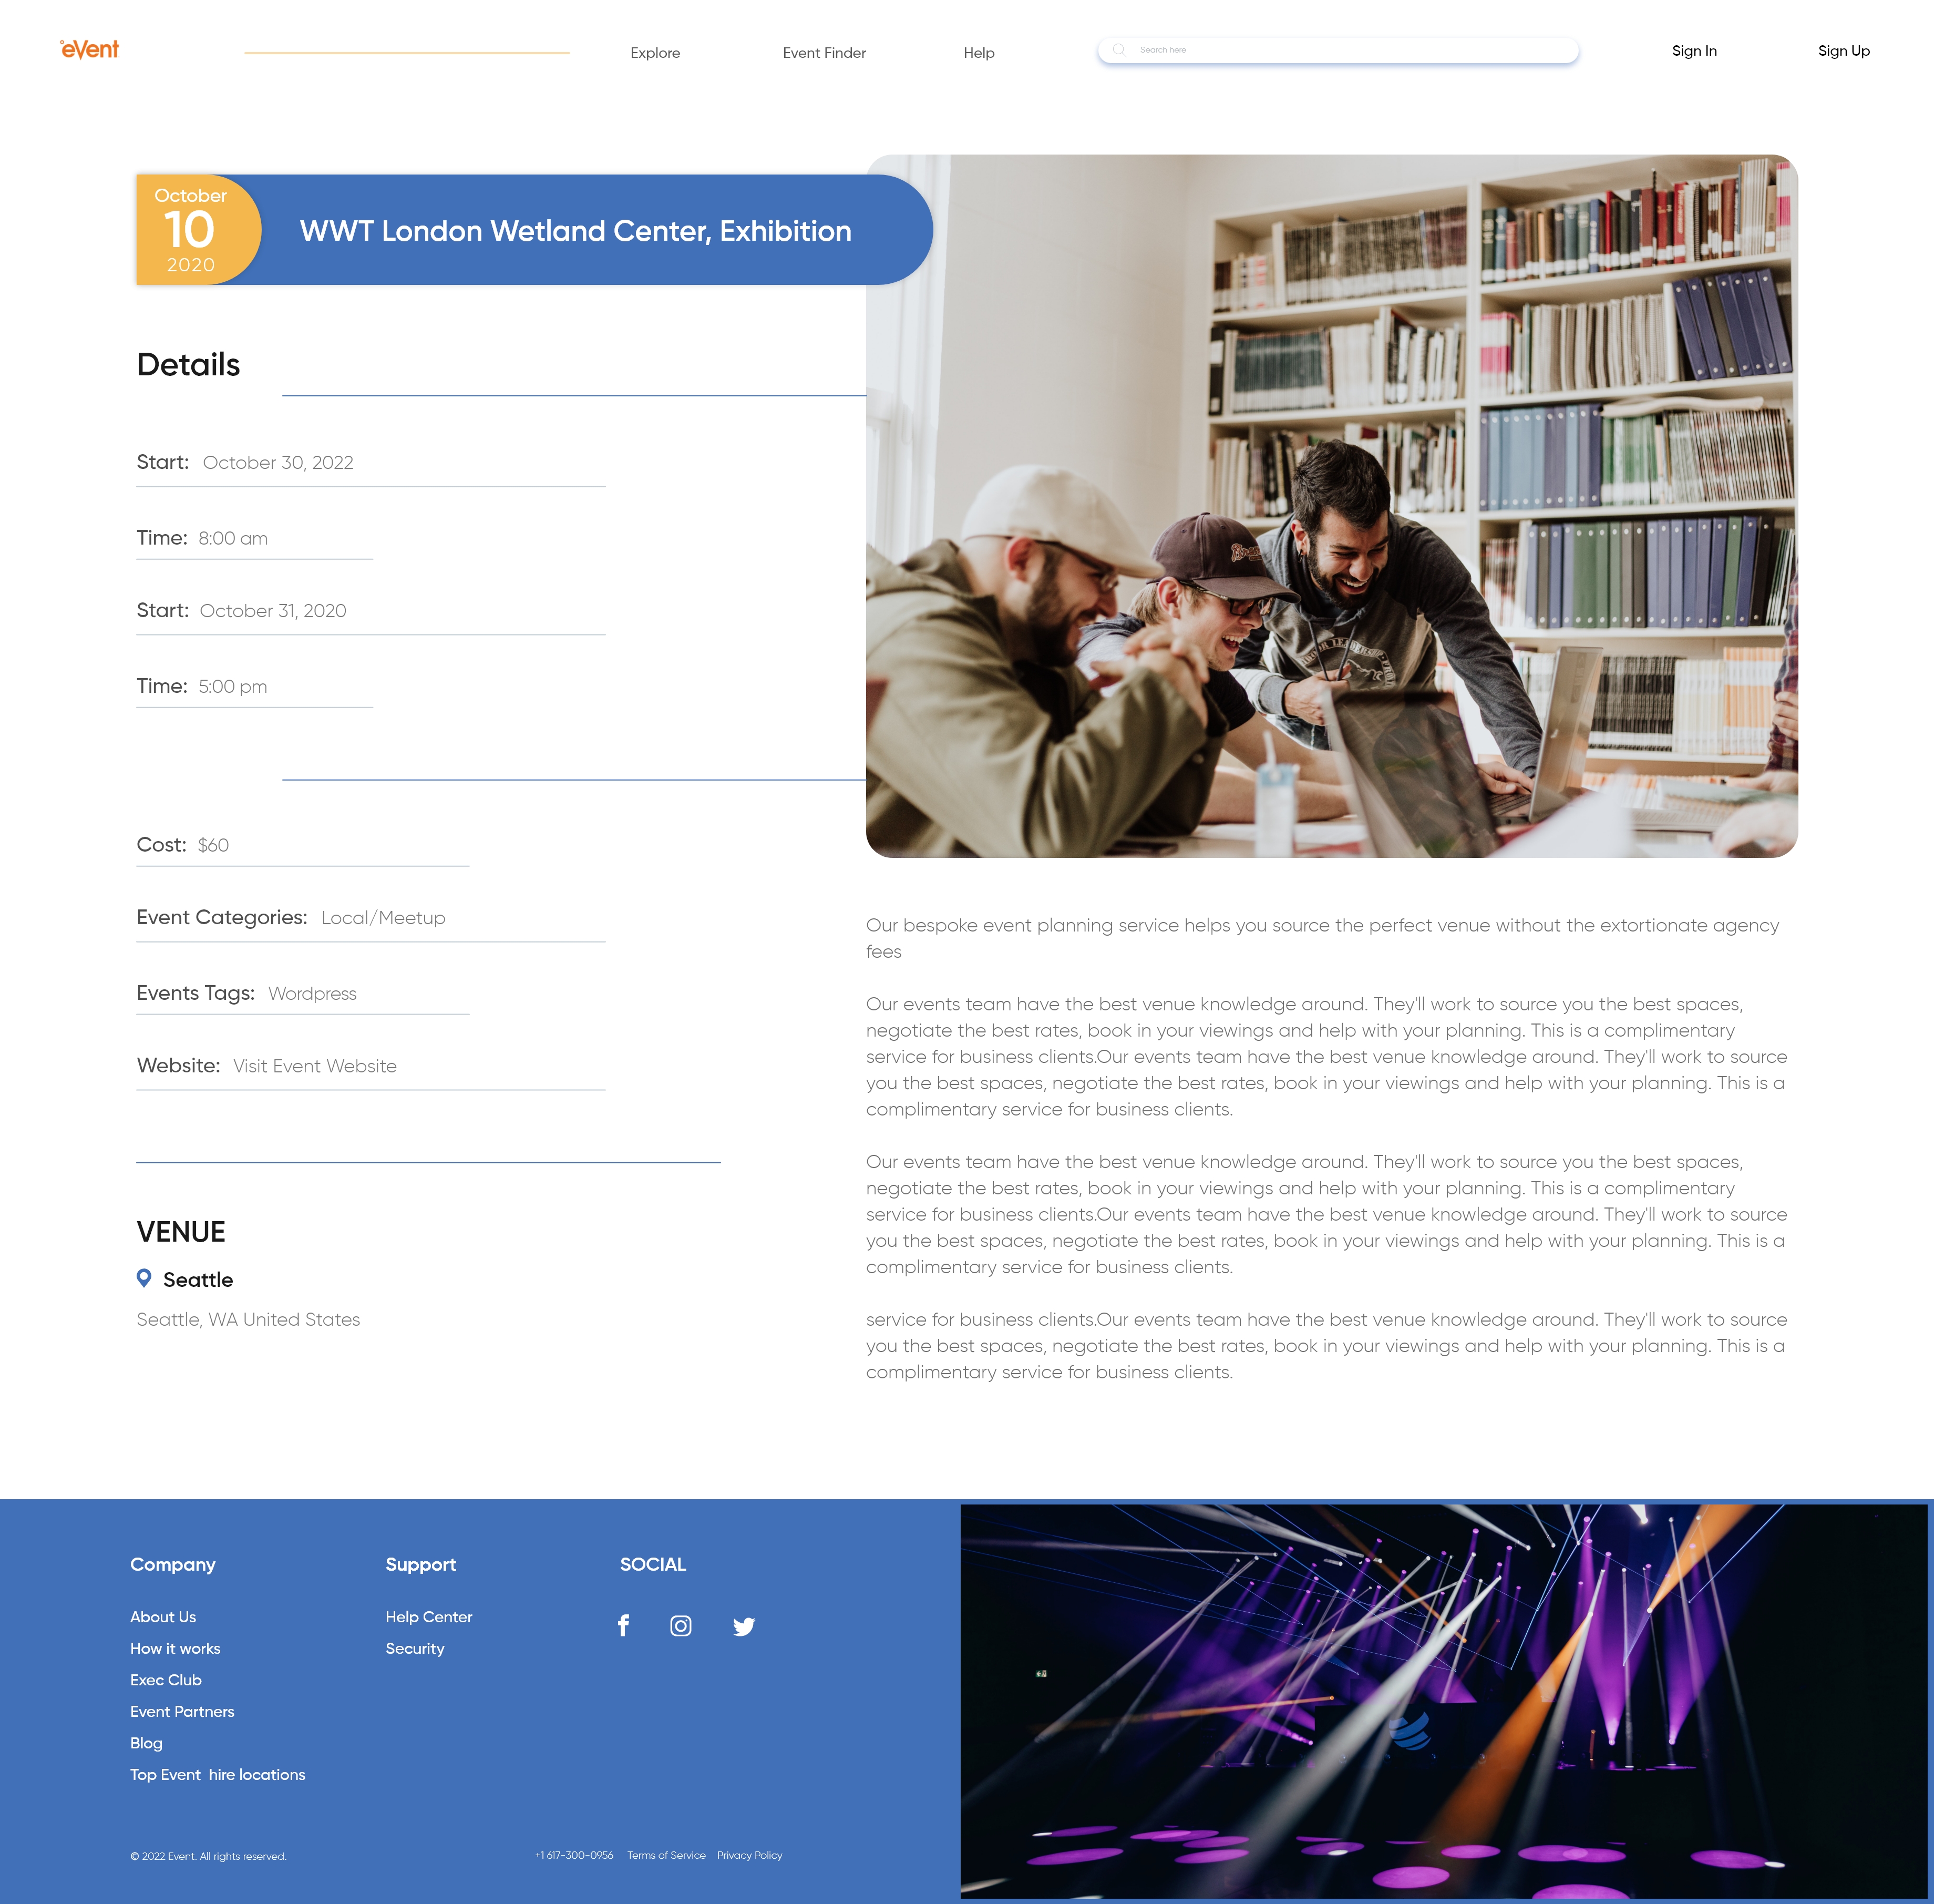 eVent
Explore
Event Finder
Help
Search here
Sign In
Sign Up
October
10
2020
WWT London Wetland Center, Exhibition
Details
Start: October 30, 2022
Time: 8:00 am
Start: October 31, 2020
Time: 5:00 pm
Cost: $60
Event Categories: Local/Meetup
Events Tags: Wordpress
Website: Visit Event Website
VENUE
Seattle
Seattle, WA United States
Our bespoke event planning service helps you source the perfect venue without the extortionate agency
fees
Our events team have the best venue knowledge around. They'll work to source you the best spaces,
negotiate the best rates, book in your viewings and help with your planning. This is a complimentary
service for business clients.Our events team have the best venue knowledge around. They'll work to source
you the best spaces, negotiate the best rates, book in your viewings and help with your planning. This is a
complimentary service for business clients.
Our events team have the best venue knowledge around. They'll work to source you the best spaces,
negotiate the best rates, book in your viewings and help with your planning. This is a complimentary
service for business clients.Our events team have the best venue knowledge around. They'll work to source
you the best spaces, negotiate the best rates, book in your viewings and help with your planning. This is a
complimentary service for business clients.
service for business clients.Our events team have the best venue knowledge around. They'll work to source
you the best spaces, negotiate the best rates, book in your viewings and help with your planning. This is a
complimentary service for business clients.
Company
About Us
How it works
Exec Club
Event Partners
Blog
Top Event hire locations
Support
Help Center
Security
SOCIAL
© 2022 Event. All rights reserved.
+1 617-300-0956
Terms of Service
Privacy Policy